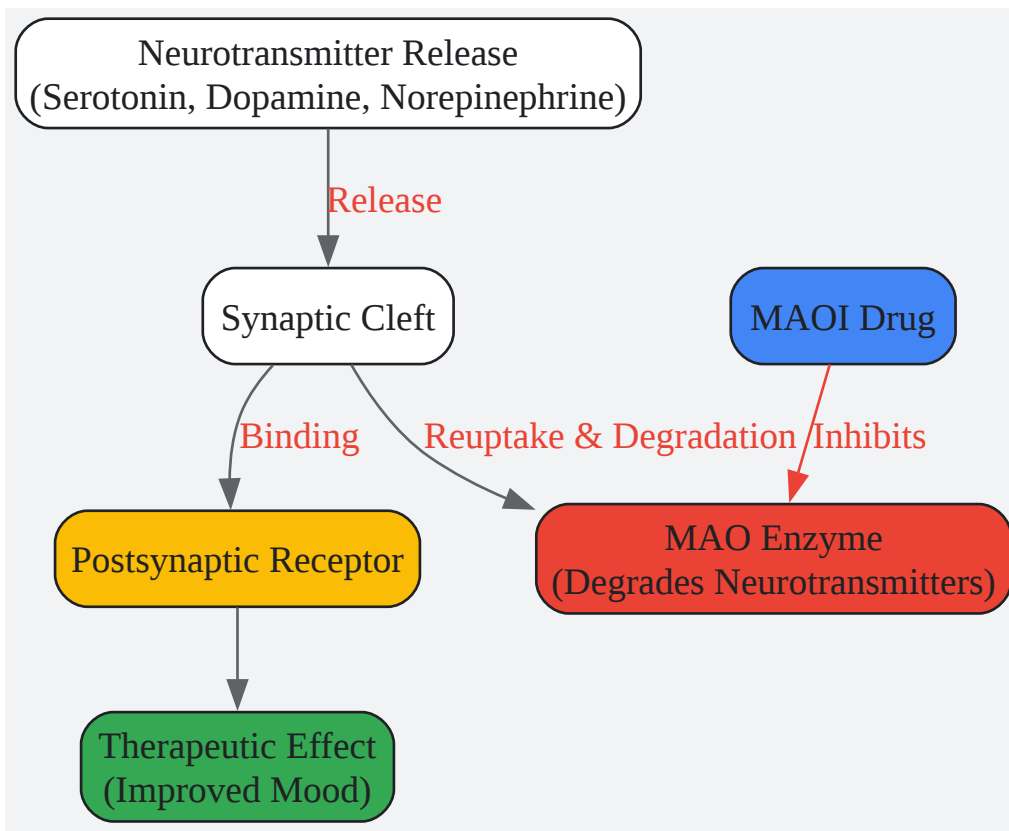 Neurotransmitter Release
(Serotonin, Dopamine, Norepinephrine)
Release
Synaptic Cleft
MAOI Drug
Binding
Reuptake & Degradation
Inhibits
Postsynaptic Receptor
MAO Enzyme
(Degrades Neurotransmitters)
Therapeutic Effect
(Improved Mood)